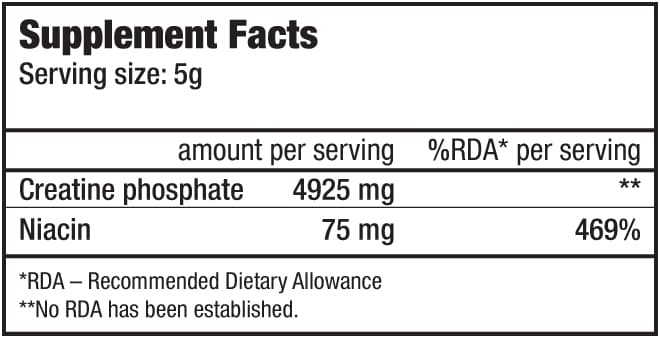 Supplement Facts
Serving size: 5g
amount per serving %RDA* per serving
Creatine phosphate 4925 mg **
Niacin 75 mg 469%
*RDA – Recommended Dietary Allowance
**No RDA has been established.